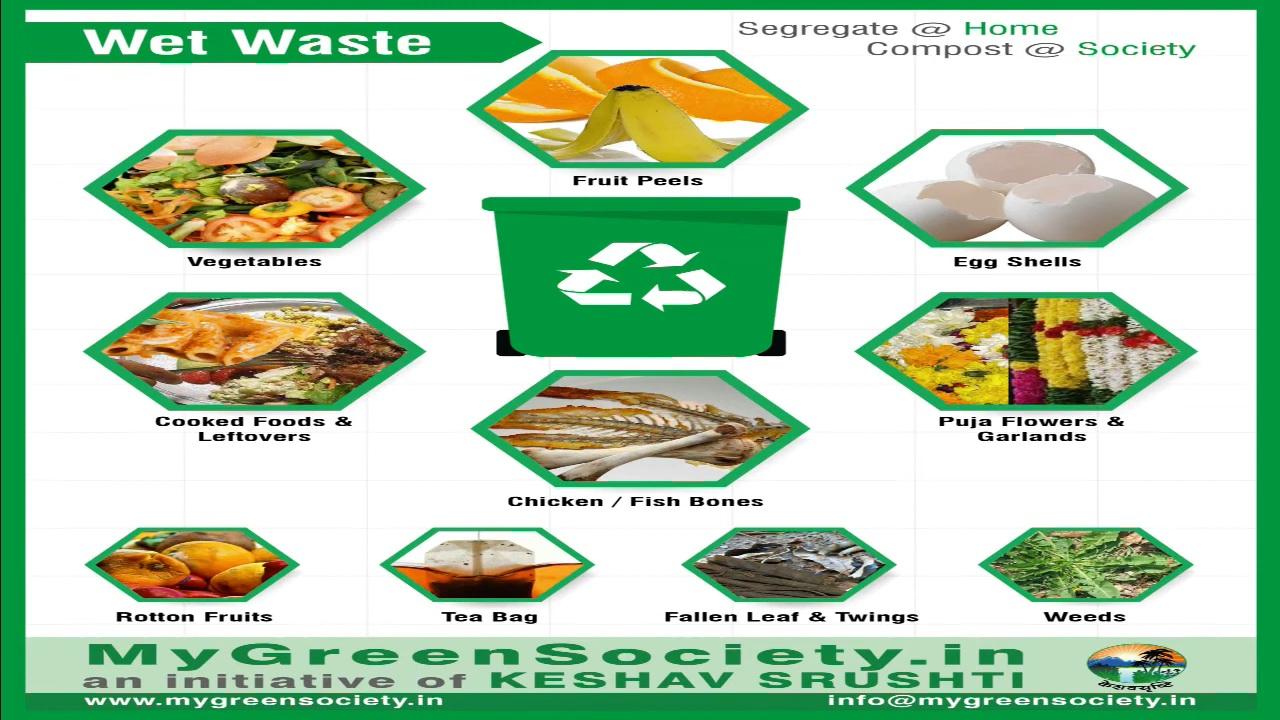 Wet Waste
Segregate @ Home
Compost @ Society
Fruit Peels
Vegetables
Egg Shells
Cooked Foods &
Leftovers
Puja Flowers &
Garlands
Chicken / Fish Bones
Rotton Fruits
Tea Bag
Fallen Leaf & Twings
Weeds
MyGreenSociety.in
an initiative of KESHAV SRUSHTI
केशवसृष्टि
www.mygreensociety.in
info@mygreensociety.in